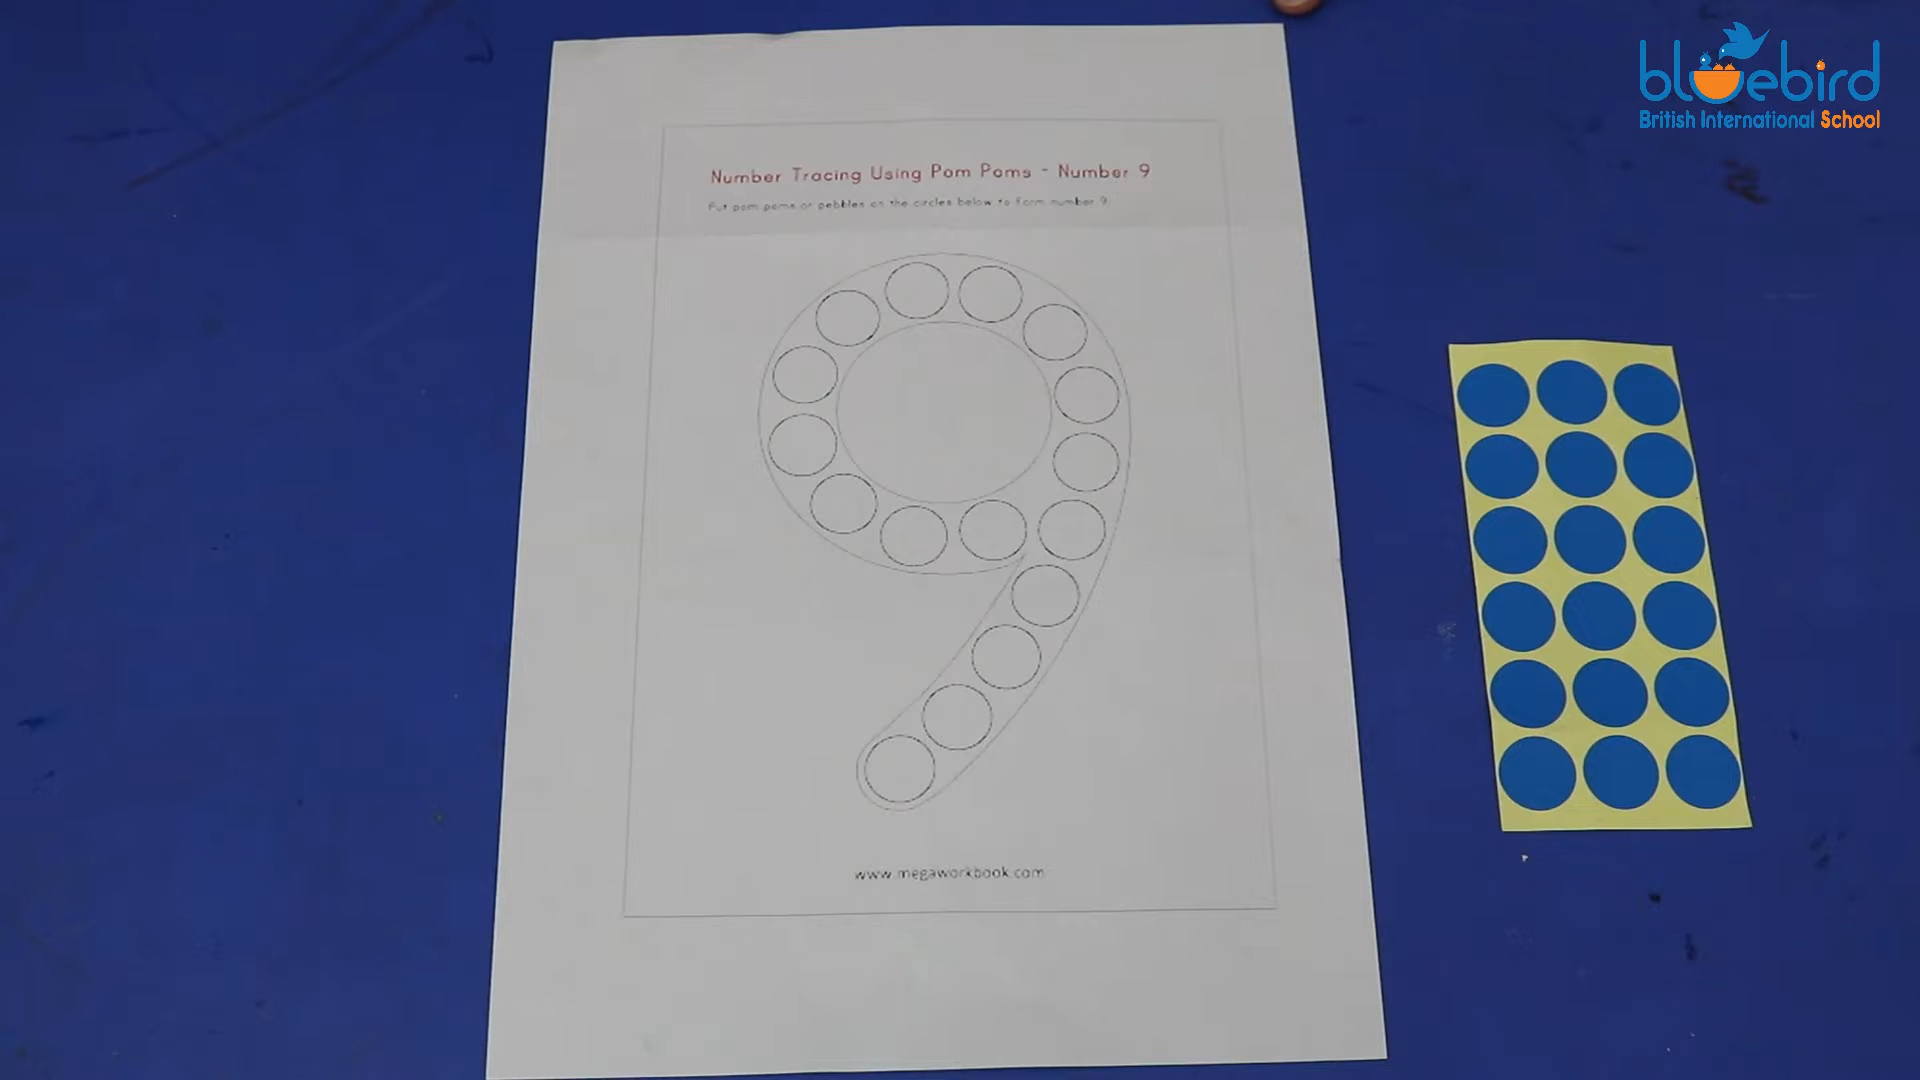 bluebird
British International School
Number Tracing Using Pom Poms - Number 9
Put pom poms or pebbles on the circles below to form number 9
www.megaworkbook.com